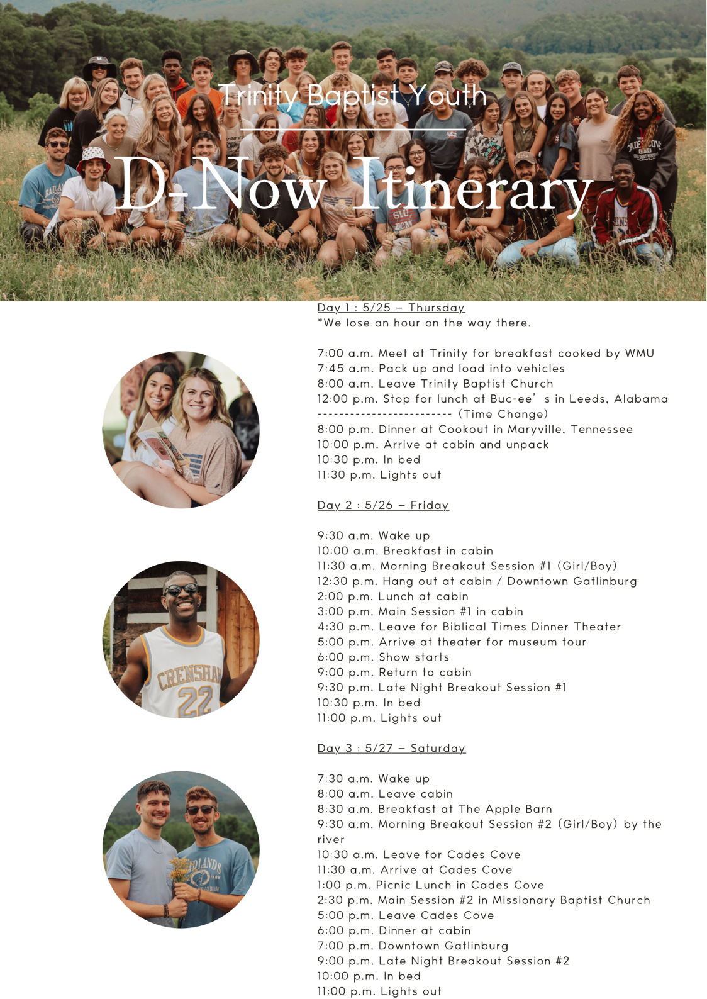 Trinity Baptist Youth
D-Now Itinerary
Day 1 : 5/25 – Thursday
*We lose an hour on the way there.
7:00 a.m. Meet at Trinity for breakfast cooked by WMU
7:45 a.m. Pack up and load into vehicles
8:00 a.m. Leave Trinity Baptist Church
12:00 p.m. Stop for lunch at Buc-ee’s in Leeds, Alabama
------------------------- (Time Change)
8:00 p.m. Dinner at Cookout in Maryville, Tennessee
10:00 p.m. Arrive at cabin and unpack
10:30 p.m. In bed
11:30 p.m. Lights out
Day 2 : 5/26 – Friday
9:30 a.m. Wake up
10:00 a.m. Breakfast in cabin
11:30 a.m. Morning Breakout Session #1 (Girl/Boy)
12:30 p.m. Hang out at cabin / Downtown Gatlinburg
2:00 p.m. Lunch at cabin
3:00 p.m. Main Session #1 in cabin
4:30 p.m. Leave for Biblical Times Dinner Theater
5:00 p.m. Arrive at theater for museum tour
6:00 p.m. Show starts
9:00 p.m. Return to cabin
9:30 p.m. Late Night Breakout Session #1
10:30 p.m. In bed
11:00 p.m. Lights out
Day 3 : 5/27 – Saturday
7:30 a.m. Wake up
8:00 a.m. Leave cabin
8:30 a.m. Breakfast at The Apple Barn
9:30 a.m. Morning Breakout Session #2 (Girl/Boy) by the
river
10:30 a.m. Leave for Cades Cove
11:30 a.m. Arrive at Cades Cove
1:00 p.m. Picnic Lunch in Cades Cove
2:30 p.m. Main Session #2 in Missionary Baptist Church
5:00 p.m. Leave Cades Cove
6:00 p.m. Dinner at cabin
7:00 p.m. Downtown Gatlinburg
9:00 p.m. Late Night Breakout Session #2
10:00 p.m. In bed
11:00 p.m. Lights out
SLU
BCM
CRENSHAW
22